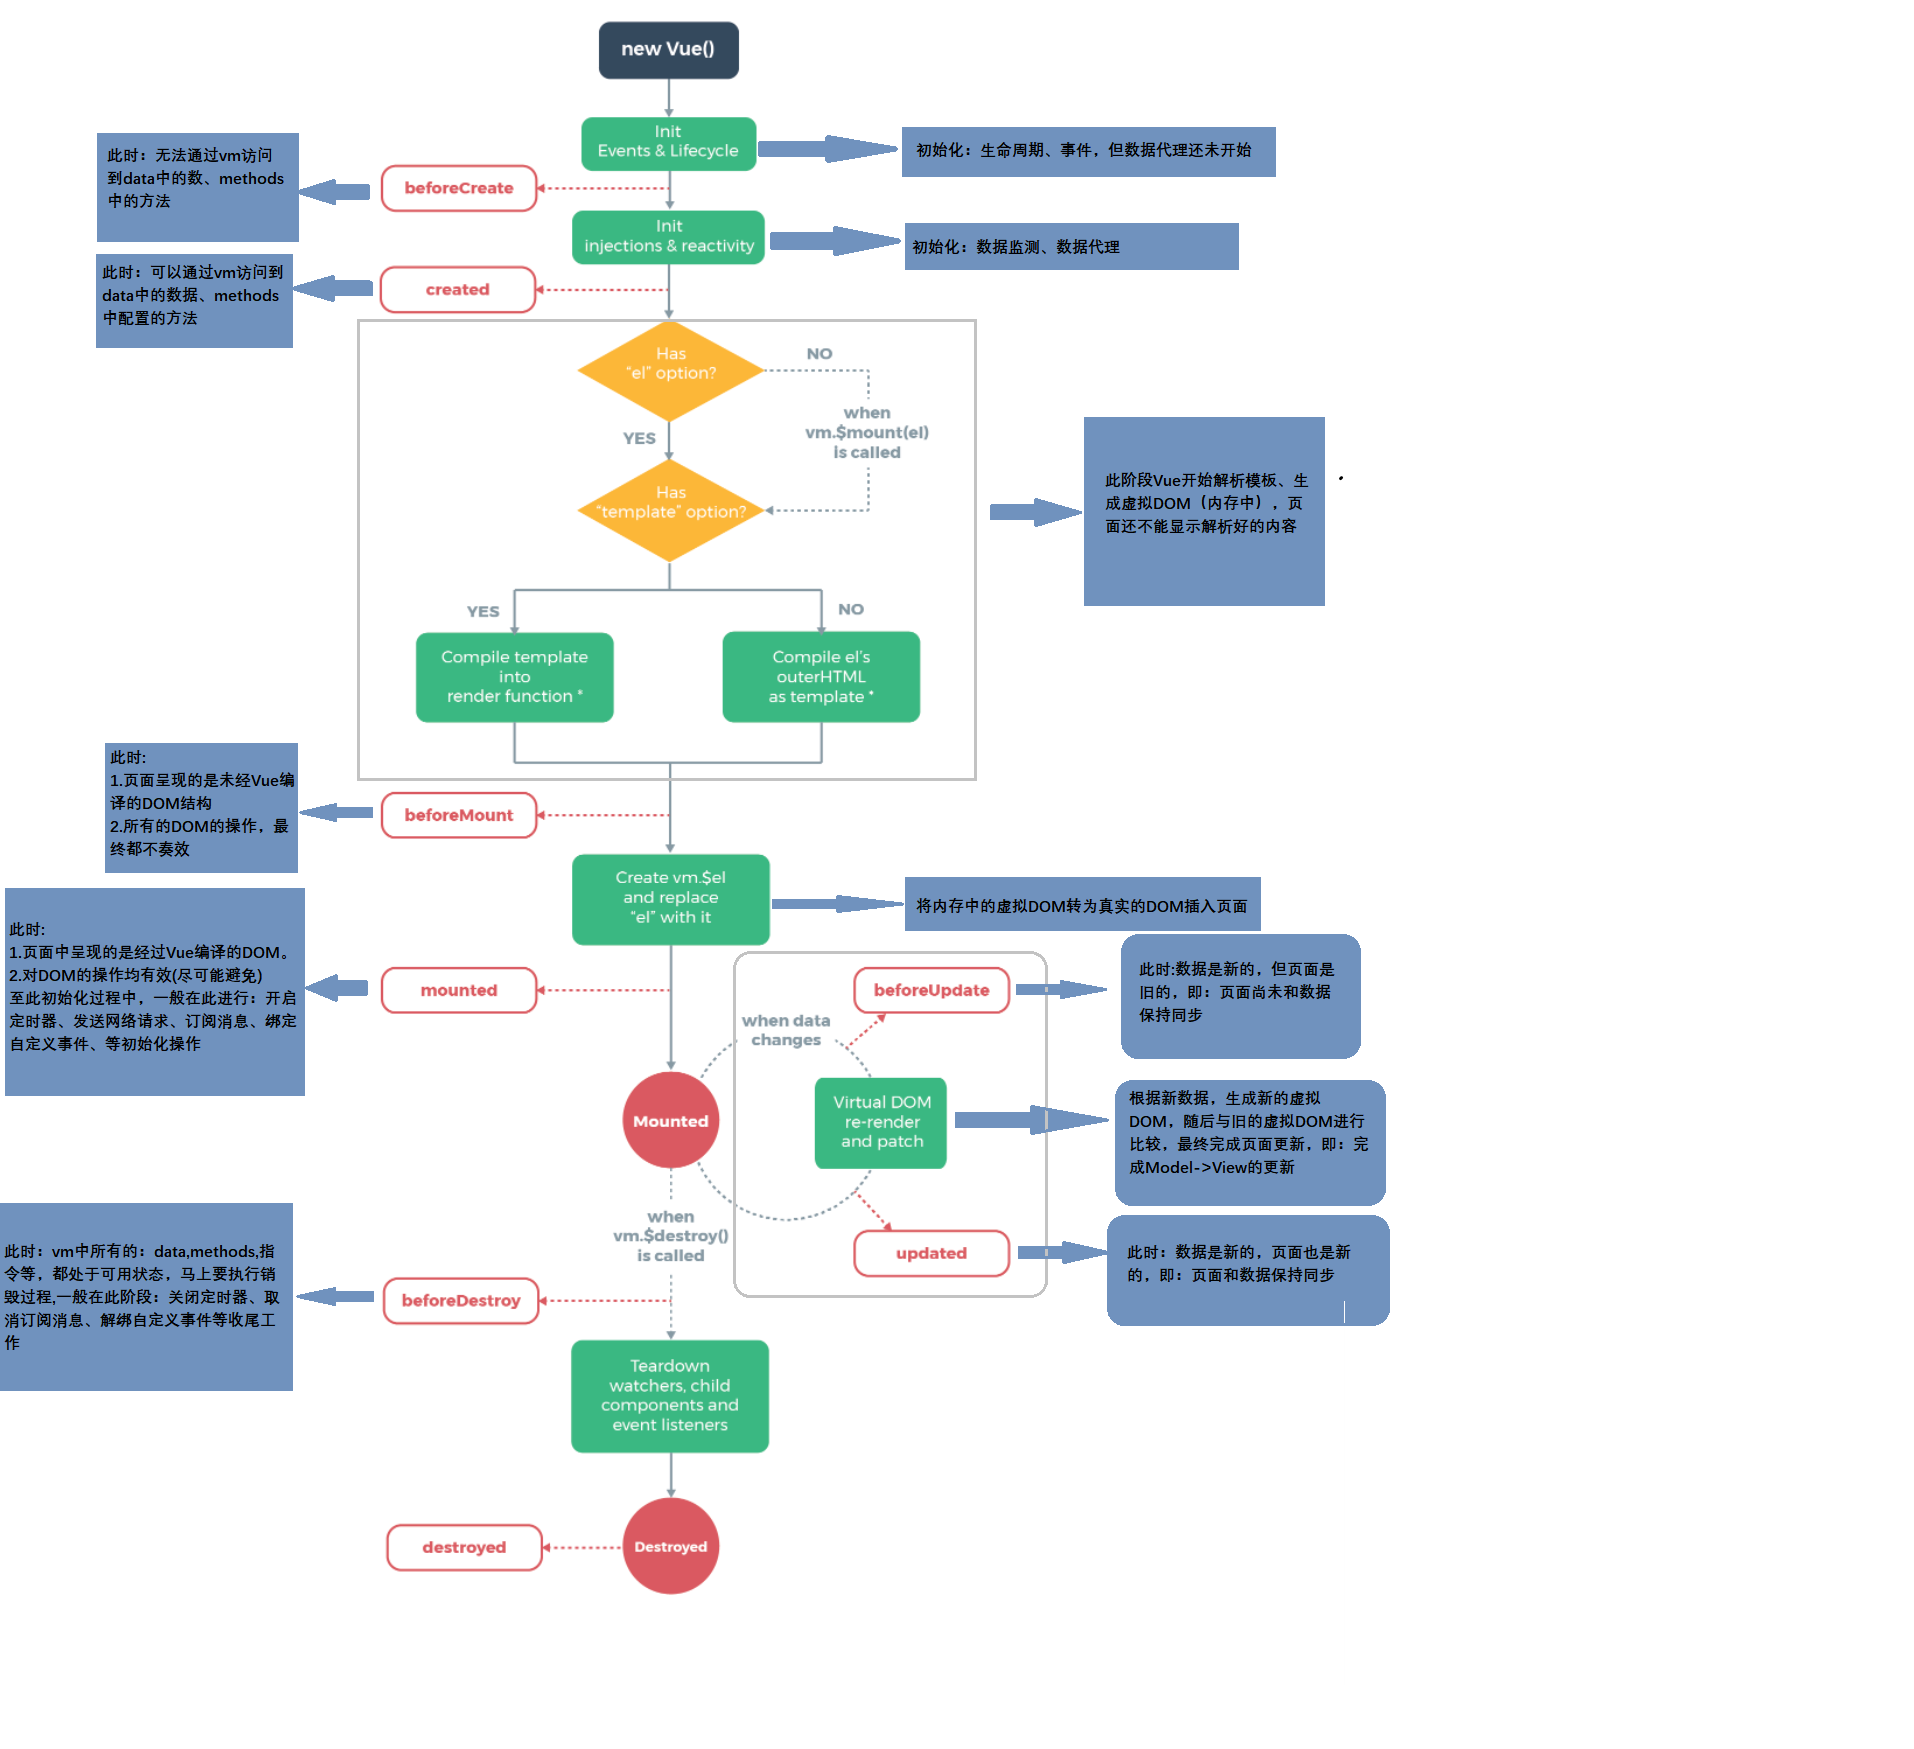 new Vue()
Init
Events & Lifecycle
初始化：生命周期、事件，但数据代理还未开始
此时：无法通过vm访问
到data中的数、methods
中的方法
beforeCreate
Init
injections & reactivity
初始化：数据监测、数据代理
此时：可以通过vm访问到
data中的数据、methods
中配置的方法
created
Has
“el” option?
NO
when
vm.$mount(el)
is called
YES
Has
“template” option?
此阶段Vue开始解析模板、生
成虚拟DOM（内存中），页
面还不能显示解析好的内容
YES
NO
Compile template
into
render function *
Compile el’s
outerHTML
as template *
此时:
1.页面呈现的是未经Vue编
译的DOM结构
2.所有的DOM的操作，最
终都不奏效
beforeMount
Create vm.$el
and replace
“el” with it
将内存中的虚拟DOM转为真实的DOM插入页面
此时:
1.页面中呈现的是经过Vue编译的DOM。
2.对DOM的操作均有效(尽可能避免)
至此初始化过程中，一般在此进行：开启
定时器、发送网络请求、订阅消息、绑定
自定义事件、等初始化操作
mounted
beforeUpdate
此时:数据是新的，但页面是
旧的，即：页面尚未和数据
保持同步
when data
changes
Mounted
Virtual DOM
re-render
and patch
根据新数据，生成新的虚拟
DOM，随后与旧的虚拟DOM进行
比较，最终完成页面更新，即：完
成Model->View的更新
when
vm.$destroy()
is called
updated
此时：数据是新的，页面也是新
的，即：页面和数据保持同步
此时：vm中所有的：data,methods,指
令等，都处于可用状态，马上要执行销
毁过程,一般在此阶段：关闭定时器、取
消订阅消息、解绑自定义事件等收尾工
作
beforeDestroy
Teardown
watchers, child
components and
event listeners
destroyed
Destroyed